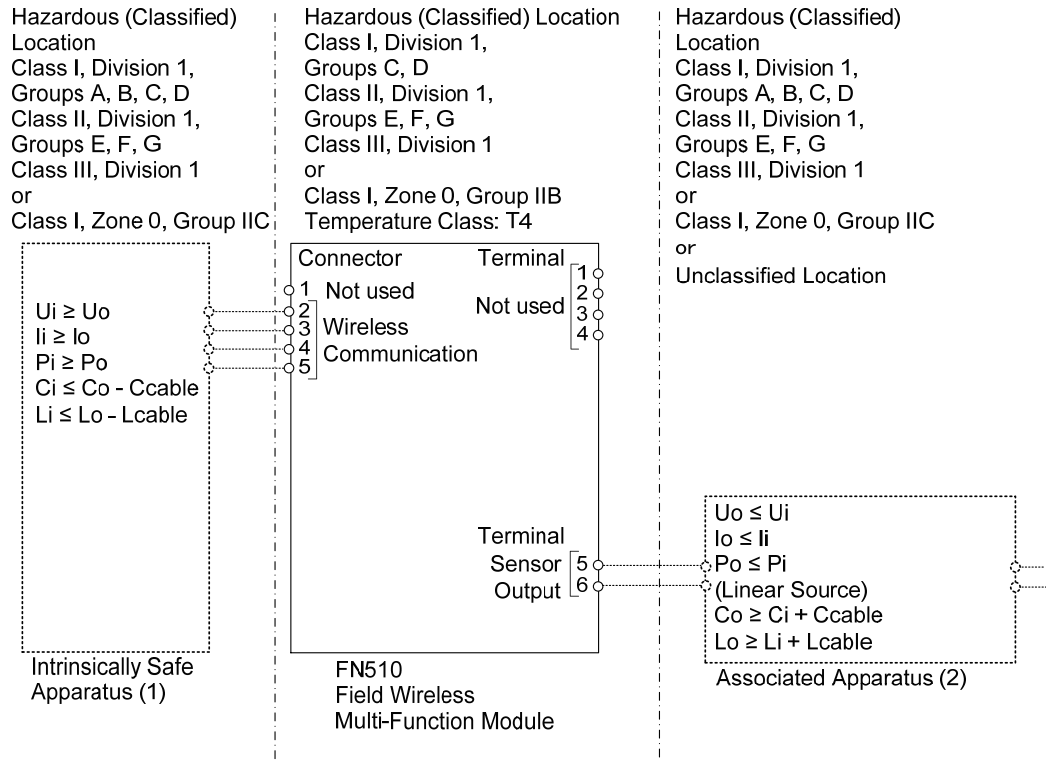 Hazardous (Classified)
Location
Class I, Division 1,
Groups A, B, C, D
Class II, Division 1,
Groups E, F, G
Class III, Division 1
or
Class I, Zone 0, Group IIC
Ui ≥ Uo
Ii ≥ Io
Pi ≥ Po
Ci ≤ Co - Ccable
Li ≤ Lo - Lcable
Intrinsically Safe
Apparatus (1)
Hazardous (Classified) Location
Class I, Division 1,
Groups C, D
Class II, Division 1,
Groups E, F, G
Class III, Division 1
or
Class I, Zone 0, Group IIB
Temperature Class: T4
Connector
1 Not used
2
3 Wireless
4 Communication
5
Terminal
1
2
Not used
3
4
Terminal
Sensor 5
Output 6
FN510
Field Wireless
Multi-Function Module
Hazardous (Classified)
Location
Class I, Division 1,
Groups A, B, C, D
Class II, Division 1,
Groups E, F, G
Class III, Division 1
or
Class I, Zone 0, Group IIC
or
Unclassified Location
Uo ≤ Ui
Io ≤ Ii
Po ≤ Pi
(Linear Source)
Co ≥ Ci + Ccable
Lo ≥ Li + Lcable
Associated Apparatus (2)